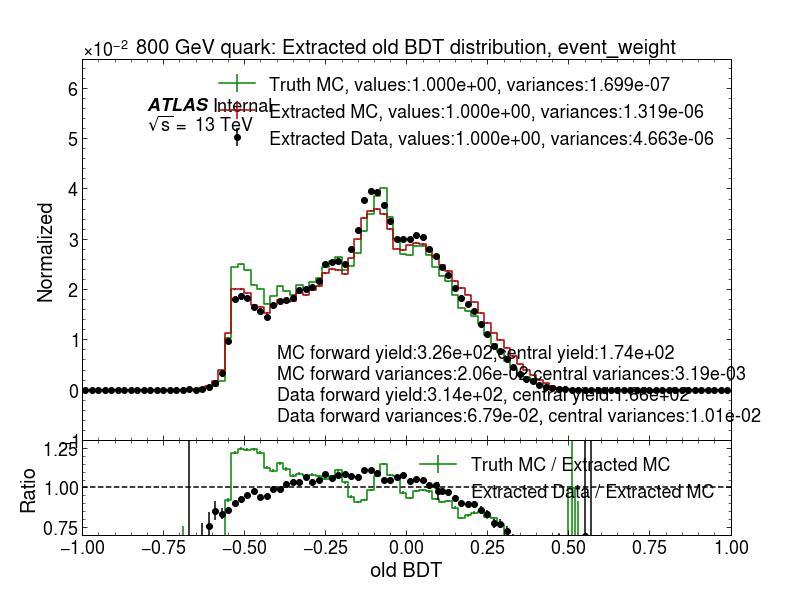 ×10⁻² 800 GeV quark: Extracted old BDT distribution, event_weight
Truth MC, values:1.000e+00, variances:1.699e-07
ATLAS Internal
Extracted MC, values:1.000e+00, variances:1.319e-06
√s = 13 TeV
Extracted Data, values:1.000e+00, variances:4.663e-06
6
5
4
3
2
1
0
Normalized
MC forward yield:3.26e+02, central yield:1.74e+02
MC forward variances:2.06e-02, central variances:3.19e-03
Data forward yield:3.14e+02, central yield:1.66e+02
Data forward variances:6.79e-02, central variances:1.01e-02
1.25
1.00
0.75
Ratio
Truth MC / Extracted MC
Extracted Data / Extracted MC
−1.00 −0.75 −0.50 −0.25 0.00 0.25 0.50 0.75 1.00
old BDT